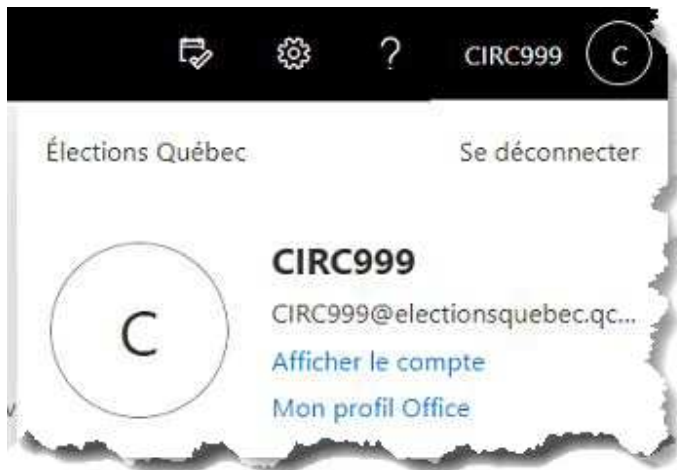 ? CIRC999 C
Élections Québec Se déconnecter
C
CIRC999
CIRC999@electionsquebec.qc...
Afficher le compte
Mon profil Office